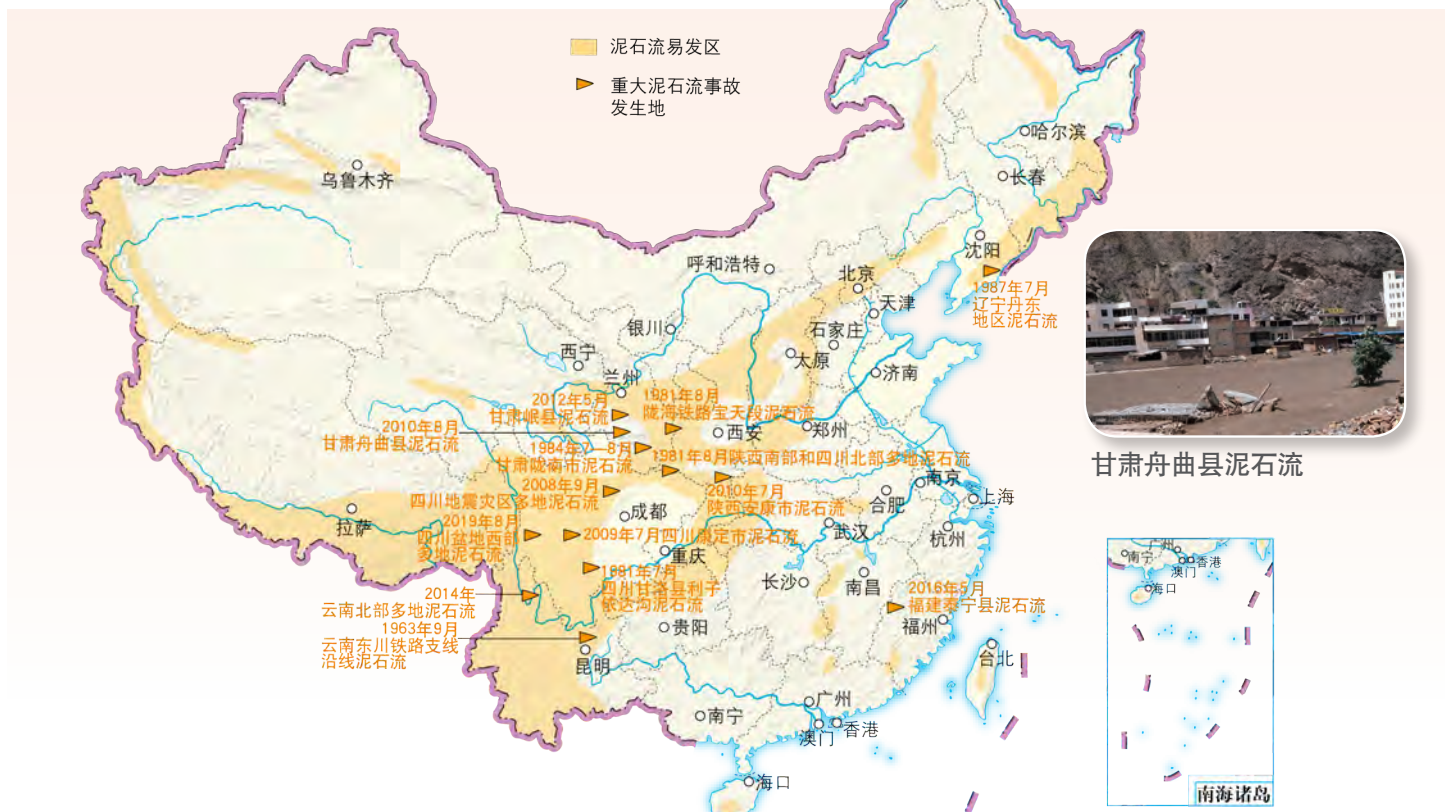 泥石流易发区
重大泥石流事故
发生地
哈尔滨
长春
乌鲁木齐
沈阳
呼和浩特
北京
1987年7月
辽宁丹东
地区泥石流
天津
银川
石家庄
太原
西宁
济南
兰州
2012年5月
甘肃岷县泥石流
1981年8月
陇海铁路宝天段泥石流
2010年8月
甘肃舟曲县泥石流
西安
郑州
1984年7—8月
甘肃陇南市泥石流
1981年8月陕西南部和四川北部多地泥石流
甘肃舟曲县泥石流
2008年9月
四川地震灾区多地泥石流
2010年7月
陕西安康市泥石流
南京
合肥
上海
拉萨
成都
2019年8月
四川盆地西部
多地泥石流
2009年7月四川康定市泥石流
武汉
杭州
重庆
1981年7月
四川甘洛县利子
依达沟泥石流
长沙
南昌
2016年5月
福建泰宁县泥石流
2014年
云南北部多地泥石流
1963年9月
云南东川铁路支线
沿线泥石流
贵阳
福州
昆明
台北
广州
南宁
澳门
香港
海口
广州
南宁
香港
澳门
海口
南海诸岛